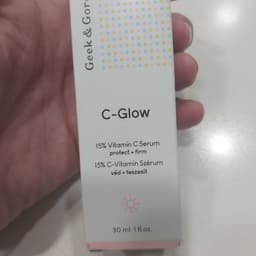 Geek & Gor
C-Glow
15% Vitamin C Serum
protect + firm
15% C-Vitamin Szérum
véd + feszesít
30 ml 1 fl oz.